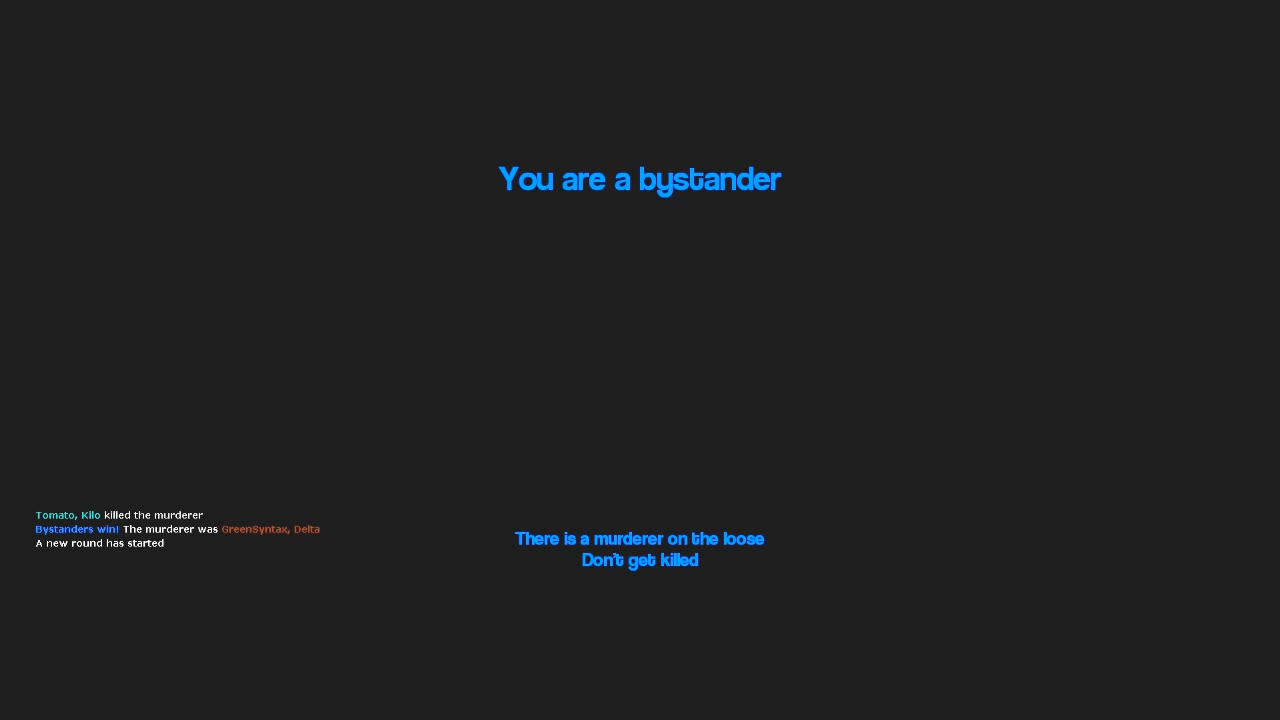 You are a bystander
Tomato, Kilo killed the murderer
Bystanders win! The murderer was GreenSyntax, Delta
A new round has started
There is a murderer on the loose
Don't get killed